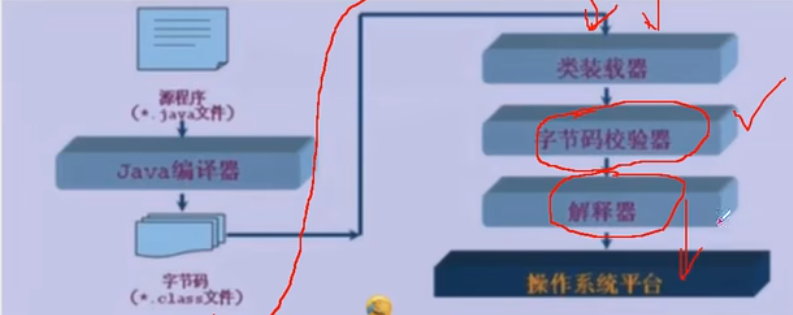 源程序
(*.java文件)
Java编译器
字节码
(*.class文件)
类装载器
字节码校验器
解释器
操作系统平台